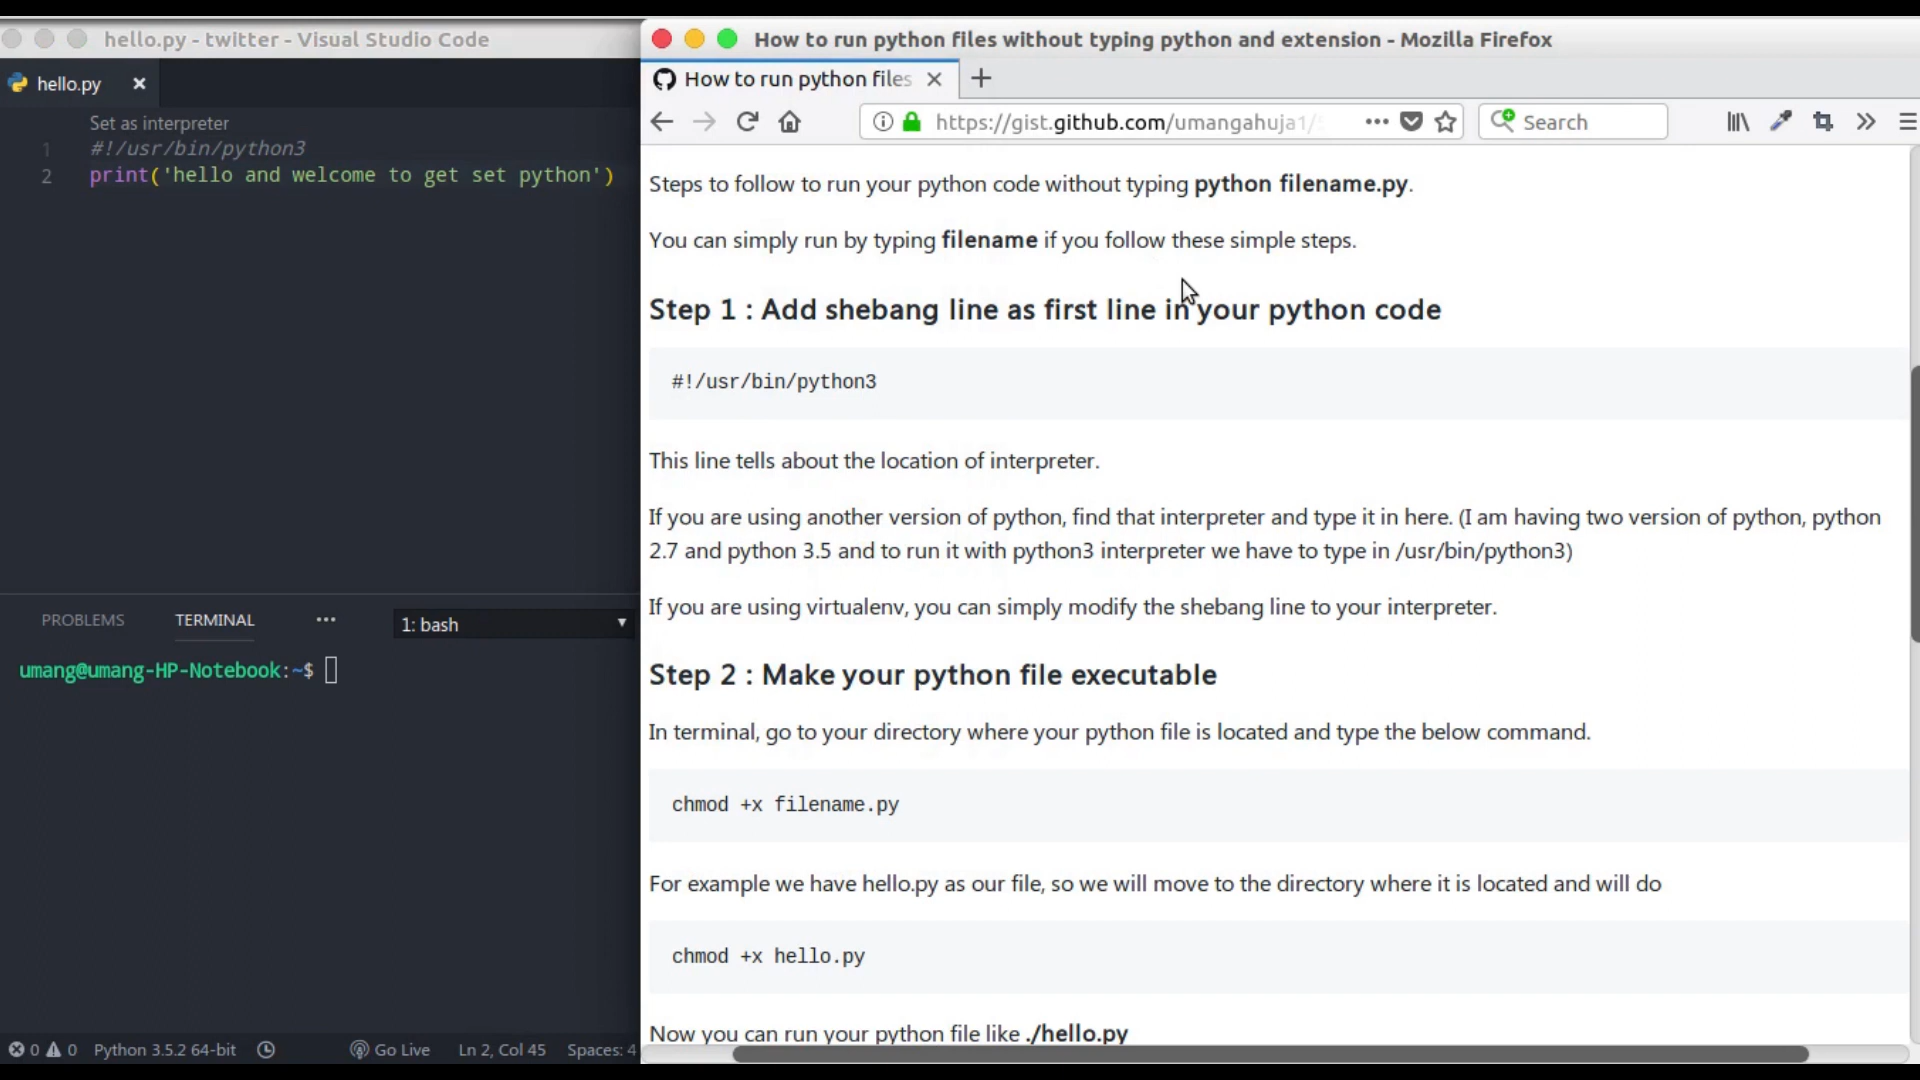 hello.py - twitter - Visual Studio Code
hello.py
Set as interpreter
1 #!/usr/bin/python3
2 print('hello and welcome to get set python')
PROBLEMS TERMINAL ••• 1: bash
umang@umang-HP-Notebook:~$
0 0 Python 3.5.2 64-bit Go Live Ln 2, Col 45 Spaces: 4
How to run python files without typing python and extension - Mozilla Firefox
How to run python files
https://gist.github.com/umangahuja1/ Search
Steps to follow to run your python code without typing python filename.py.
You can simply run by typing filename if you follow these simple steps.
Step 1 : Add shebang line as first line in your python code
#!/usr/bin/python3
This line tells about the location of interpreter.
If you are using another version of python, find that interpreter and type it in here. (I am having two version of python, python
2.7 and python 3.5 and to run it with python3 interpreter we have to type in /usr/bin/python3)
If you are using virtualenv, you can simply modify the shebang line to your interpreter.
Step 2 : Make your python file executable
In terminal, go to your directory where your python file is located and type the below command.
chmod +x filename.py
For example we have hello.py as our file, so we will move to the directory where it is located and will do
chmod +x hello.py
Now you can run your python file like ./hello.py